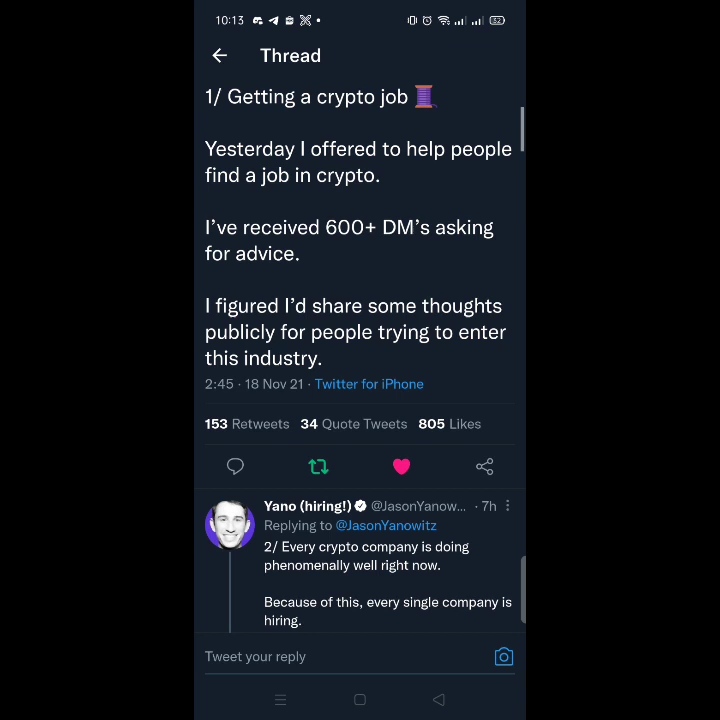 10:13
52
Thread
1/ Getting a crypto job
Yesterday I offered to help people
find a job in crypto.
I’ve received 600+ DM’s asking
for advice.
I figured I’d share some thoughts
publicly for people trying to enter
this industry.
2:45 · 18 Nov 21 · Twitter for iPhone
153 Retweets 34 Quote Tweets 805 Likes
Yano (hiring!) @JasonYanow... · 7h
Replying to @JasonYanowitz
2/ Every crypto company is doing
phenomenally well right now.
Because of this, every single company is
hiring.
Tweet your reply